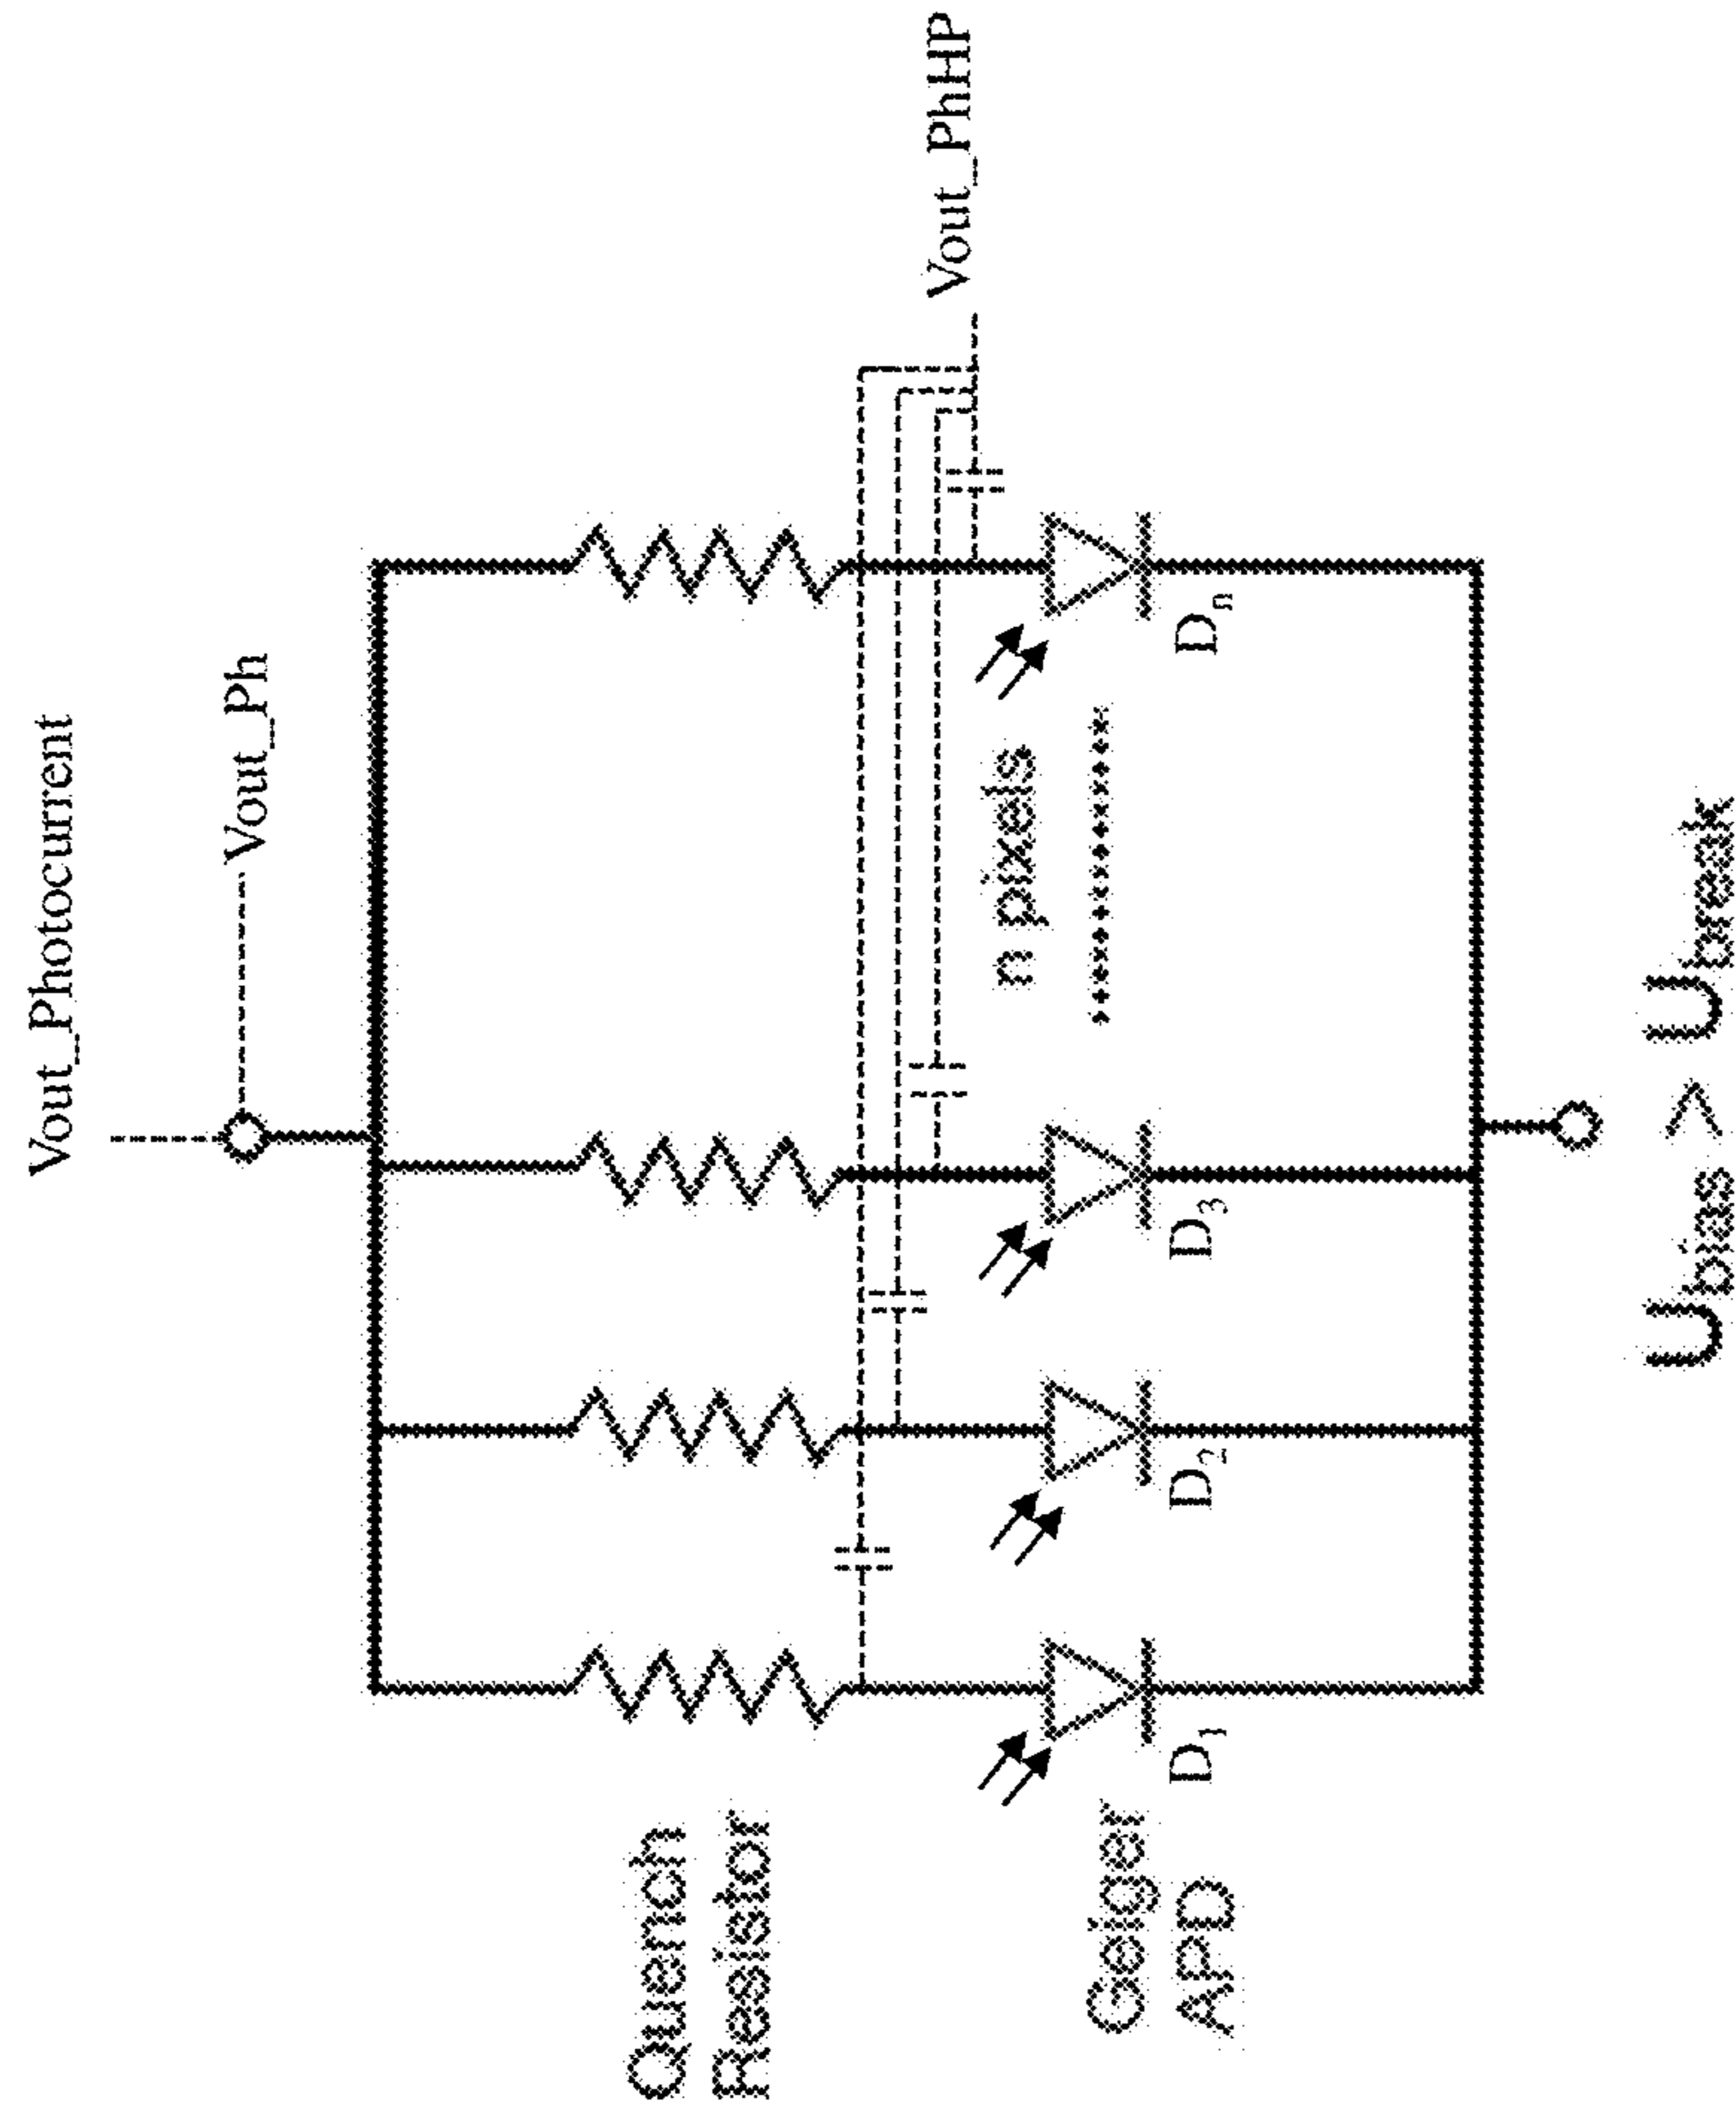 Vout_Photocurrent
Vout_Ph
Quench
Resistor
Vout_PhHP
n pixels
Geiger
APD
D1
D2
D3
Dn
Ubias > Ubreak